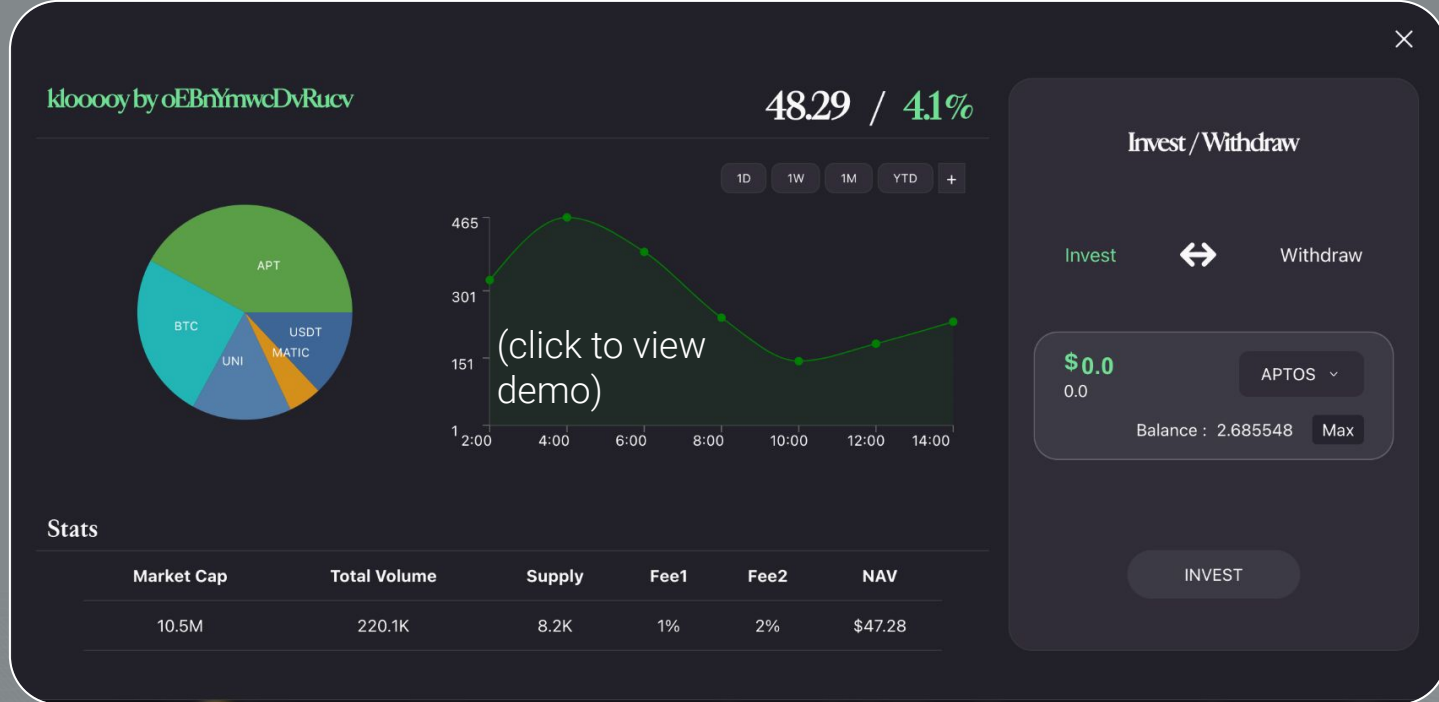 klooooy by oEBnYmwcDvRucv
48.29 / 4.1%
1D 1W 1M YTD +
APT
BTC
USDT
MATIC
UNI
465
301
151
1
(click to view
demo)
2:00 4:00 6:00 8:00 10:00 12:00 14:00
Stats
Market Cap Total Volume Supply Fee1 Fee2 NAV
10.5M 220.1K 8.2K 1% 2% $47.28
Invest / Withdraw
Invest Withdraw
$0.0
0.0
APTOS
Balance : 2.685548 Max
INVEST